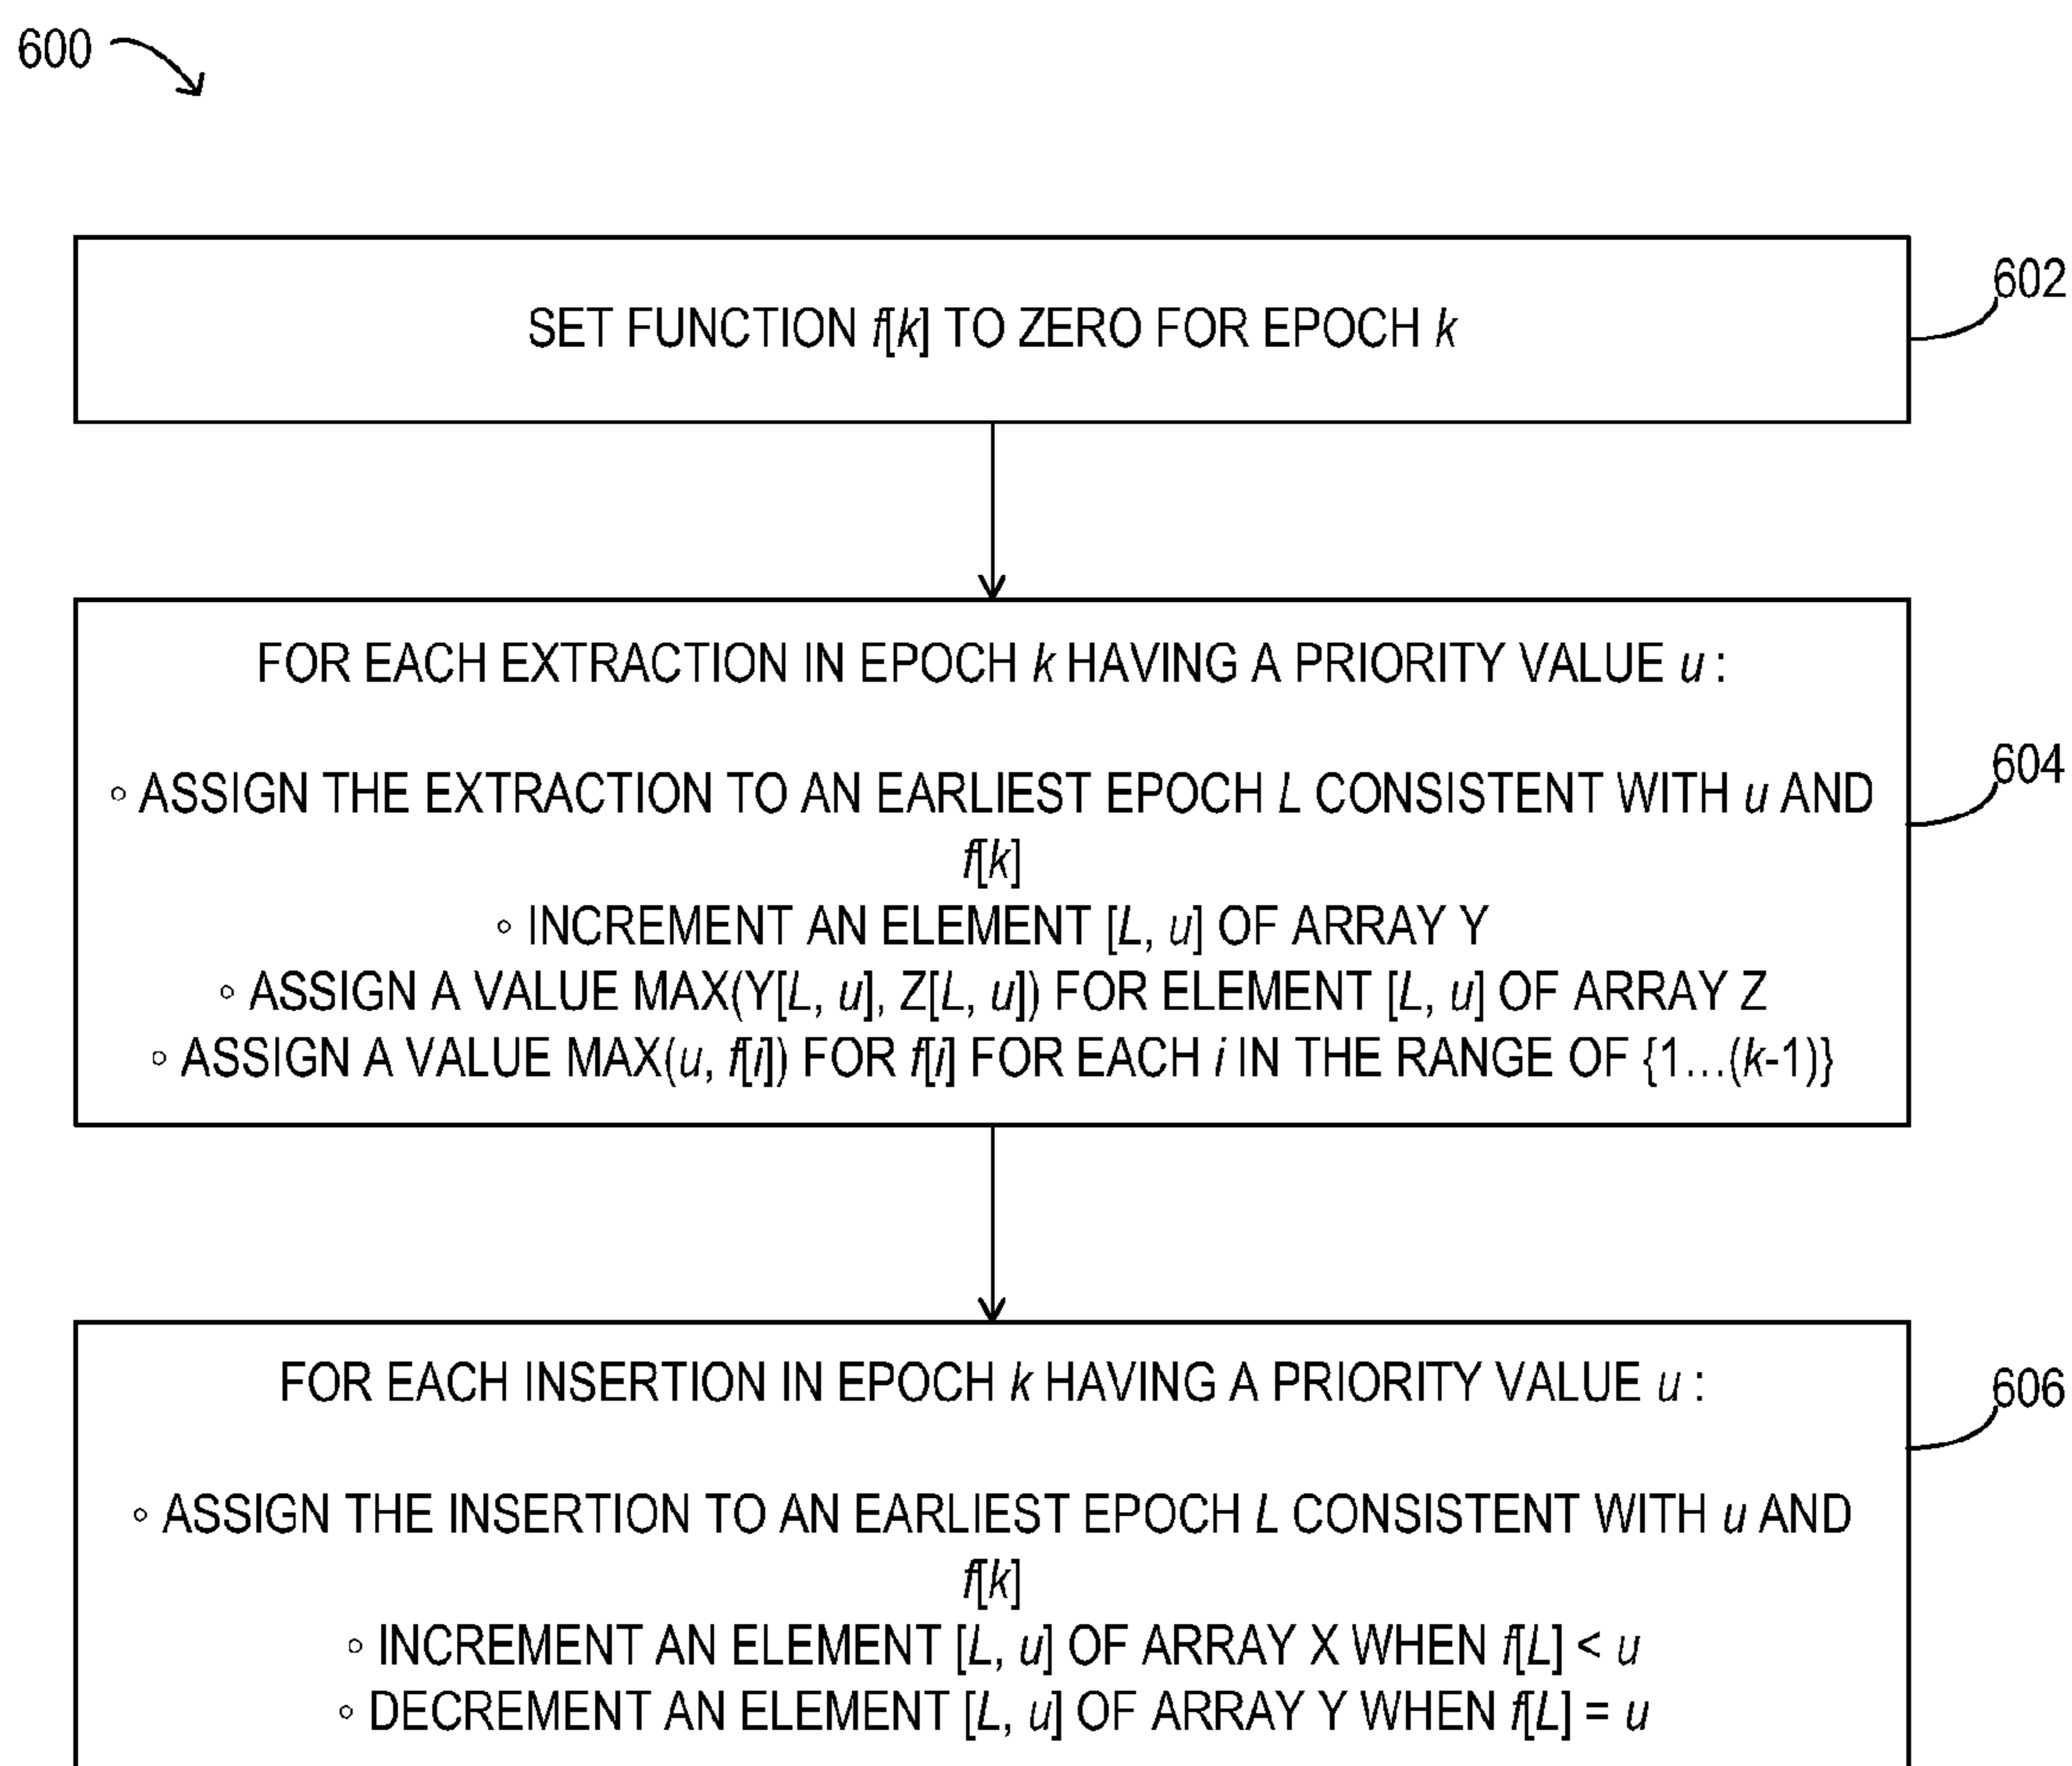 600
602
SET FUNCTION f[k] TO ZERO FOR EPOCH k
604
FOR EACH EXTRACTION IN EPOCH k HAVING A PRIORITY VALUE u :
◦ ASSIGN THE EXTRACTION TO AN EARLIEST EPOCH L CONSISTENT WITH u AND
f[k]
◦ INCREMENT AN ELEMENT [L, u] OF ARRAY Y
◦ ASSIGN A VALUE MAX(Y[L, u], Z[L, u]) FOR ELEMENT [L, u] OF ARRAY Z
◦ ASSIGN A VALUE MAX(u, f[i]) FOR f[i] FOR EACH i IN THE RANGE OF {1...(k-1)}
606
FOR EACH INSERTION IN EPOCH k HAVING A PRIORITY VALUE u :
◦ ASSIGN THE INSERTION TO AN EARLIEST EPOCH L CONSISTENT WITH u AND
f[k]
◦ INCREMENT AN ELEMENT [L, u] OF ARRAY X WHEN f[L] < u
◦ DECREMENT AN ELEMENT [L, u] OF ARRAY Y WHEN f[L] = u